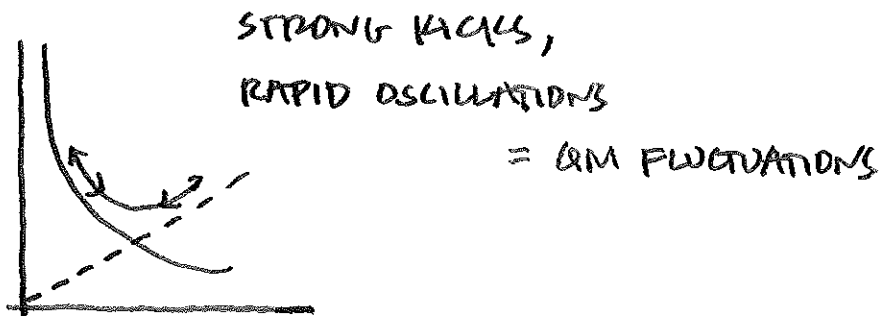 STRONG KICKS,
RAPID OSCILLATIONS
= QM FLUCTUATIONS